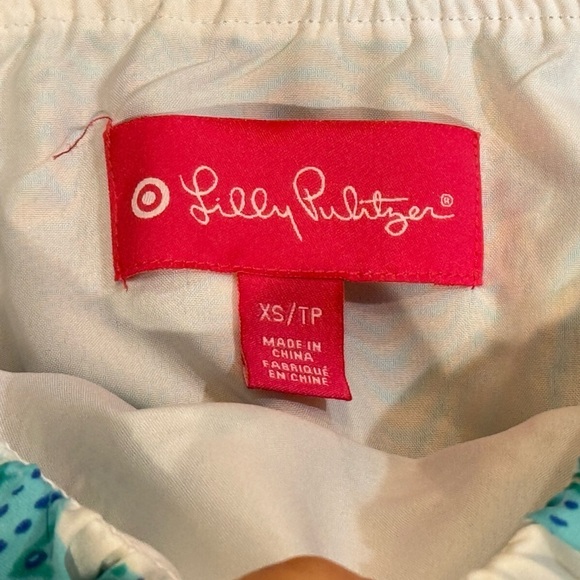 Lilly Pulitzer®
XS/TP
MADE IN
CHINA
FABRIQUÉ
EN CHINE